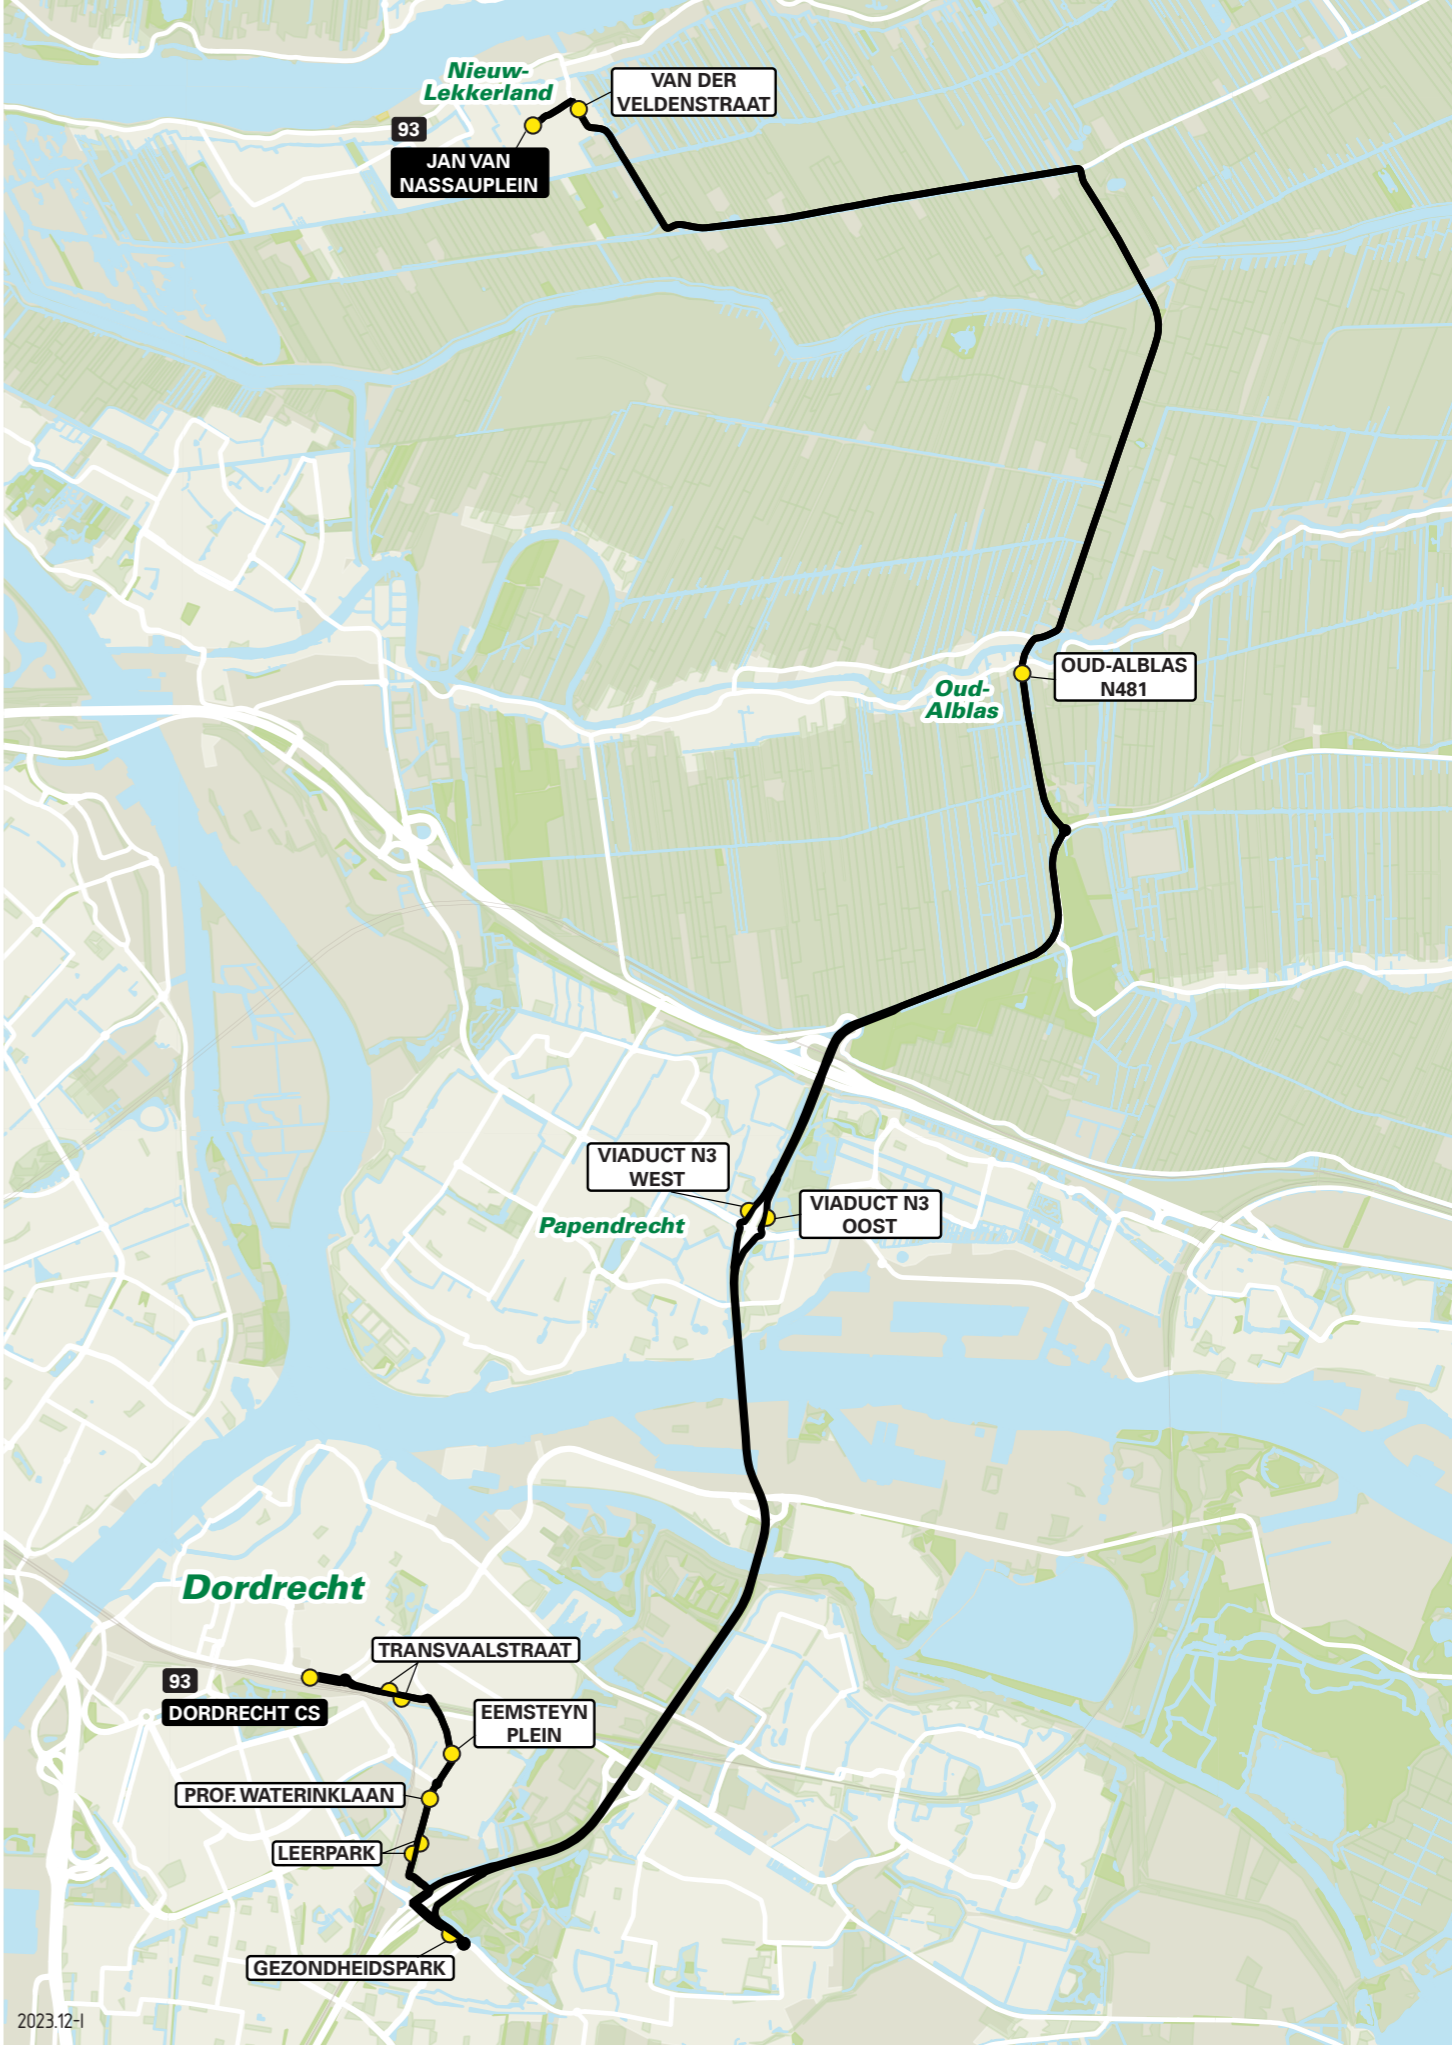 Nieuw-
Lekkerland
VAN DER
VELDENSTRAAT
93
JAN VAN
NASSAUPLEIN
OUD-ALBLAS
N481
Oud-
Alblas
VIADUCT N3
WEST
VIADUCT N3
OOST
Papendrecht
Dordrecht
TRANSVAALSTRAAT
93
DORDRECHT CS
EEMSTEYN
PLEIN
PROF. WATERINKLAAN
LEERPARK
GEZONDHEIDSPARK
2023.12-I